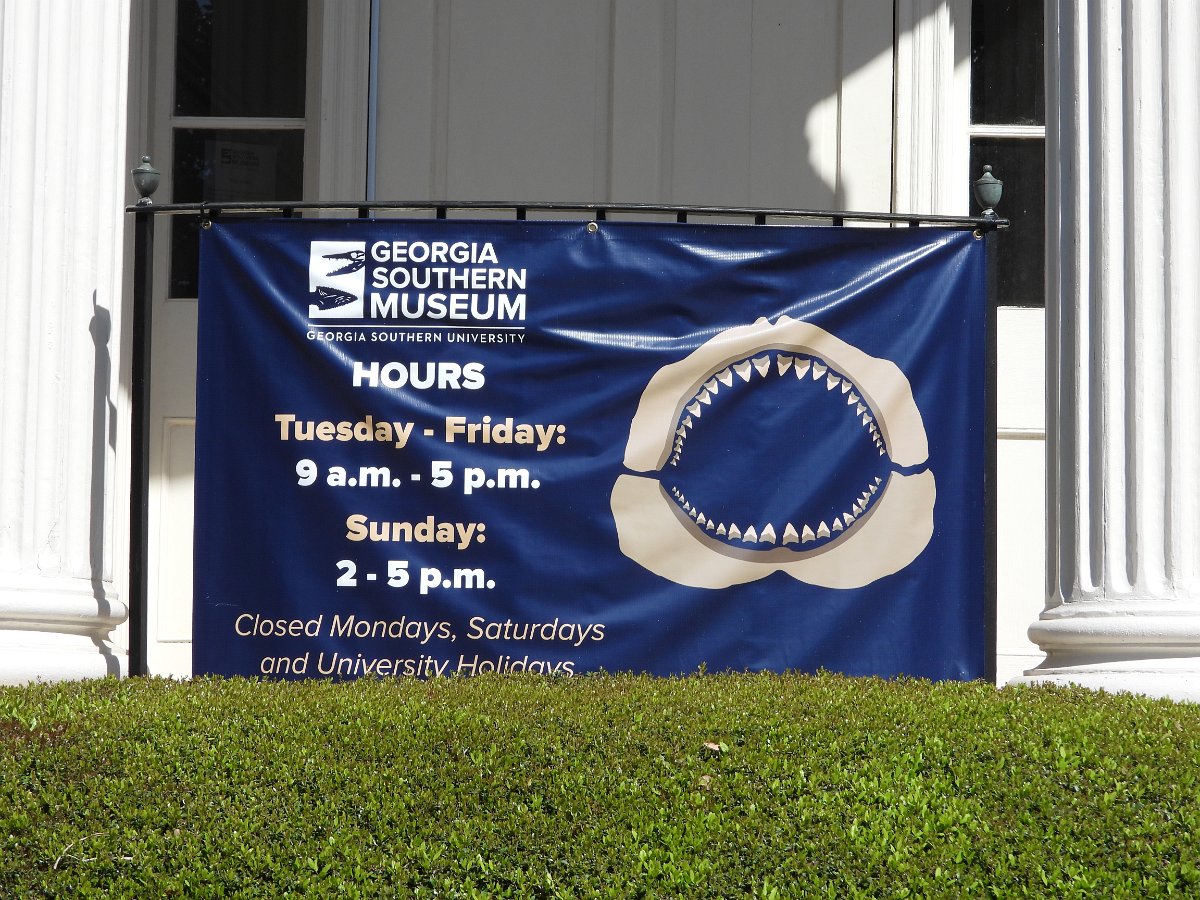 GEORGIA
SOUTHERN
MUSEUM
GEORGIA SOUTHERN UNIVERSITY
HOURS
Tuesday - Friday:
9 a.m. - 5 p.m.
Sunday:
2 - 5 p.m.
Closed Mondays, Saturdays
and University Holidays